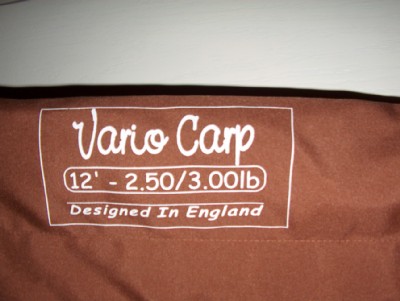 Vario Carp
12' - 2.50/3.00lb
Designed In England